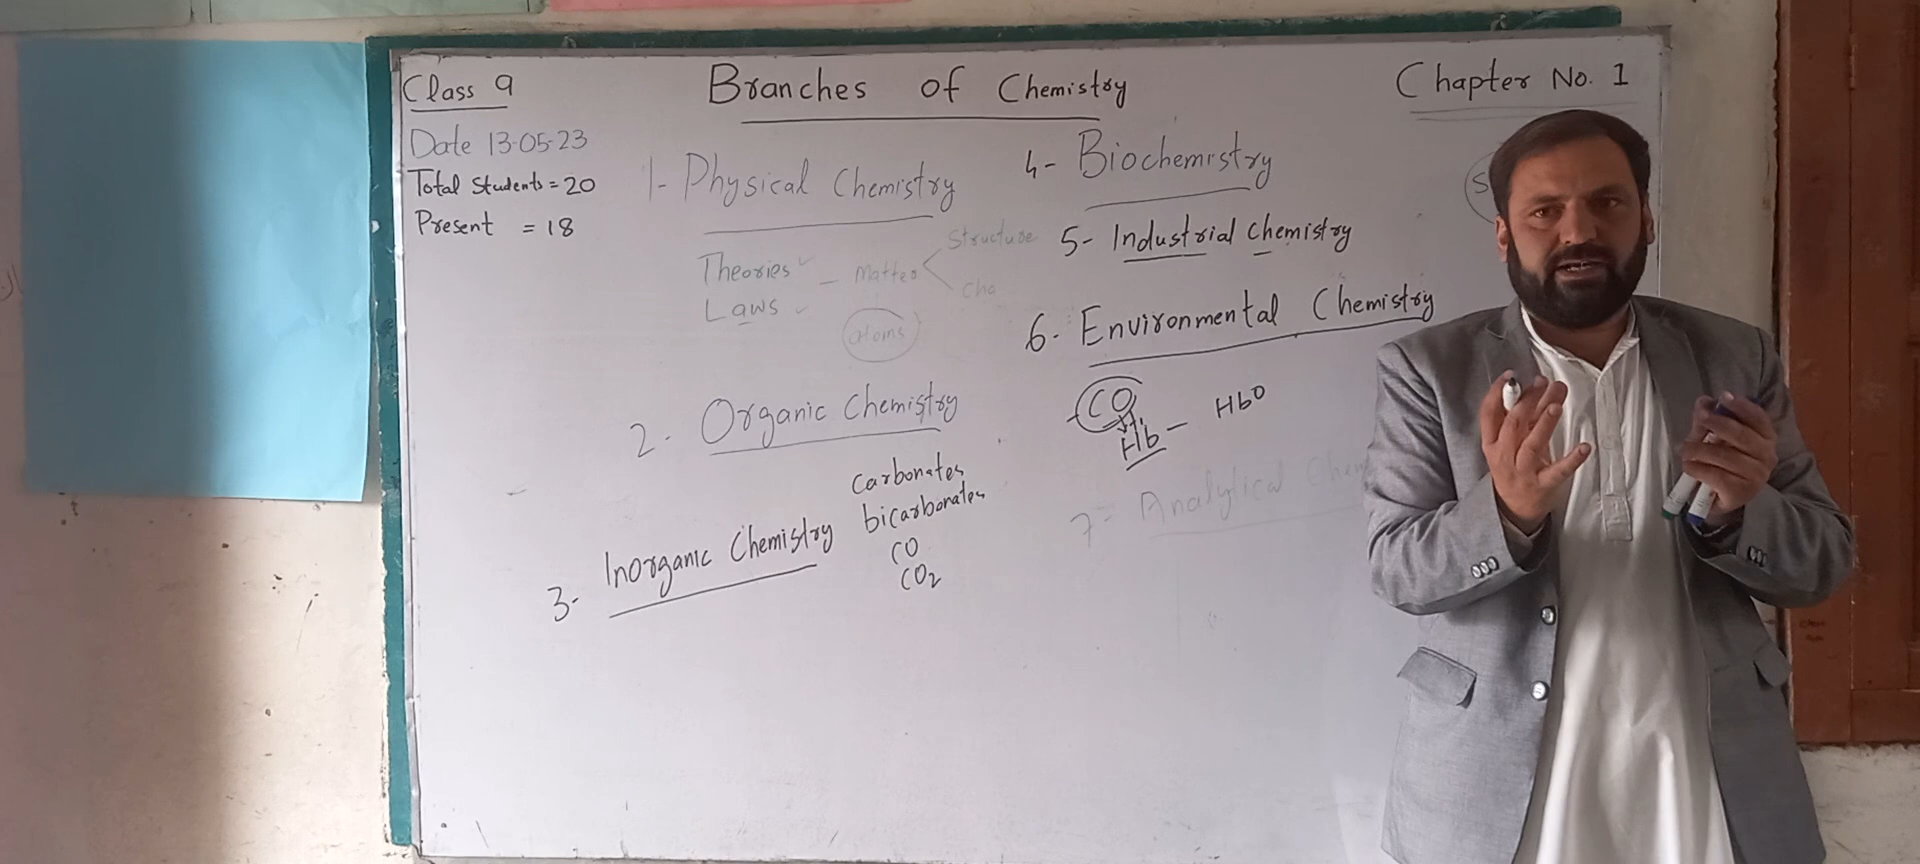 Class 9
Branches of Chemistry
Chapter No. 1
Date 13-05-23
Total Students = 20
Present = 18
1- Physical Chemistry
Theories - Matter
Structure
Cha
Laws
atoms
2- Organic Chemistry
3- Inorganic Chemistry
Carbonates
bicarbonates
CO
CO2
4- Biochemistry
5- Industrial Chemistry
6- Environmental Chemistry
CO
Hb - HbO
7- Analytical Chem